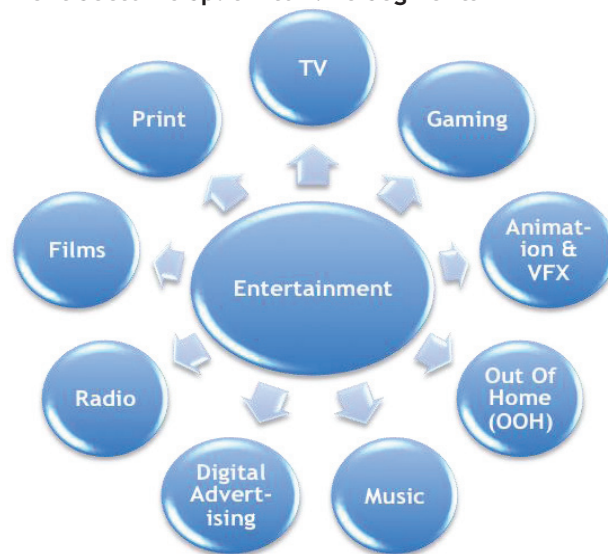 TV
Gaming
Animat-
ion &
VFX
Out Of
Home
(OOH)
Music
Digital
Advert-
ising
Radio
Films
Print
Entertainment